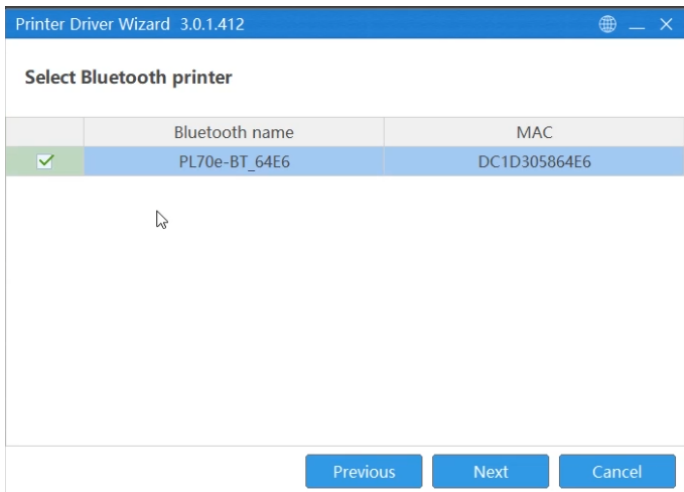 Printer Driver Wizard 3.0.1.412
Select Bluetooth printer
Bluetooth name MAC
PL70e-BT_64E6 DC1D305864E6
Previous Next Cancel